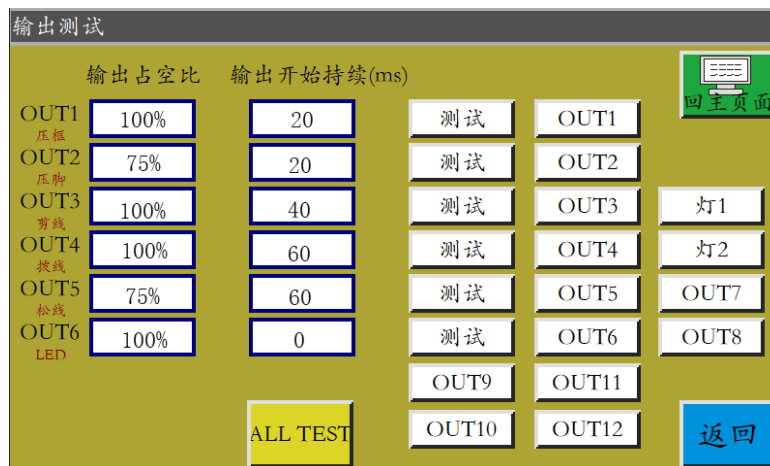 输出测试
输出占空比 输出开始持续(ms)
回主页面
OUT1 100% 20 测试 OUT1
压框
OUT2 75% 20 测试 OUT2
压脚
OUT3 100% 40 测试 OUT3 灯1
剪线
OUT4 100% 60 测试 OUT4 灯2
拨线
OUT5 75% 60 测试 OUT5 OUT7
松线
OUT6 100% 0 测试 OUT6 OUT8
LED
OUT9 OUT11
ALL TEST OUT10 OUT12 返回